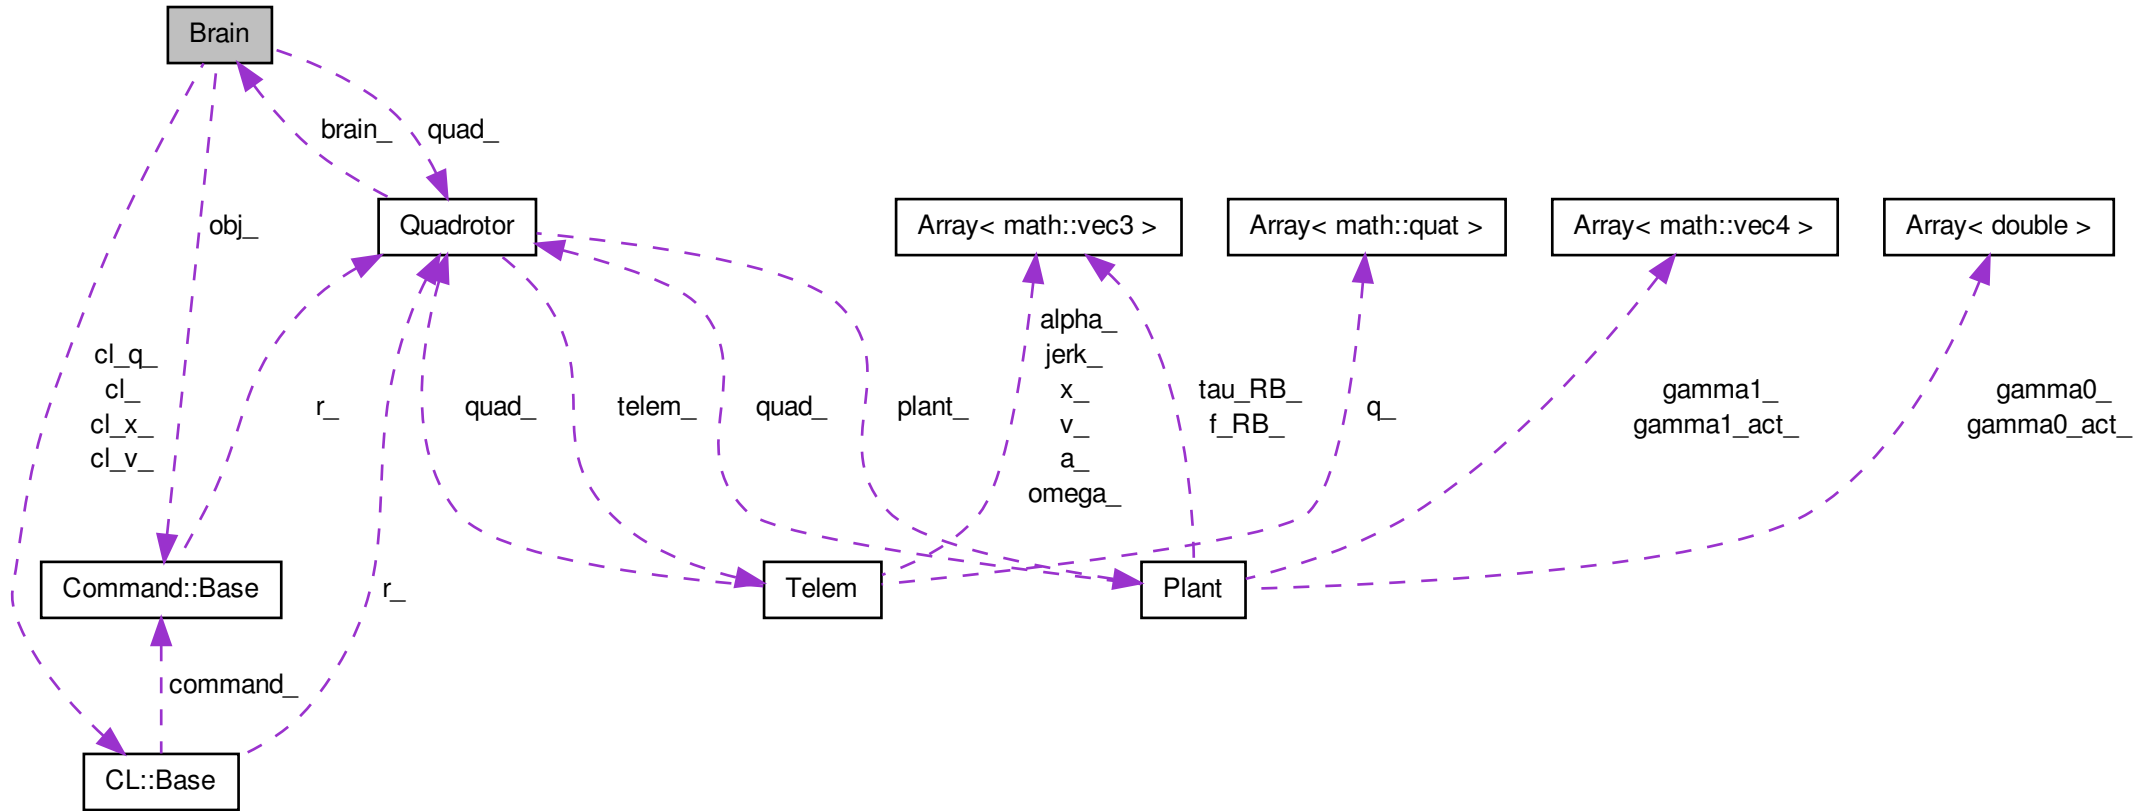 Brain
brain_
quad_
obj_
Quadrotor
Array< math::vec3 >
Array< math::quat >
Array< math::vec4 >
Array< double >
cl_q_
cl_
cl_x_
cl_v_
r_
quad_
telem_
quad_
plant_
alpha_
jerk_
x_
v_
a_
omega_
tau_RB_
f_RB_
q_
gamma1_
gamma1_act_
gamma0_
gamma0_act_
Command::Base
r_
Telem
Plant
command_
CL::Base